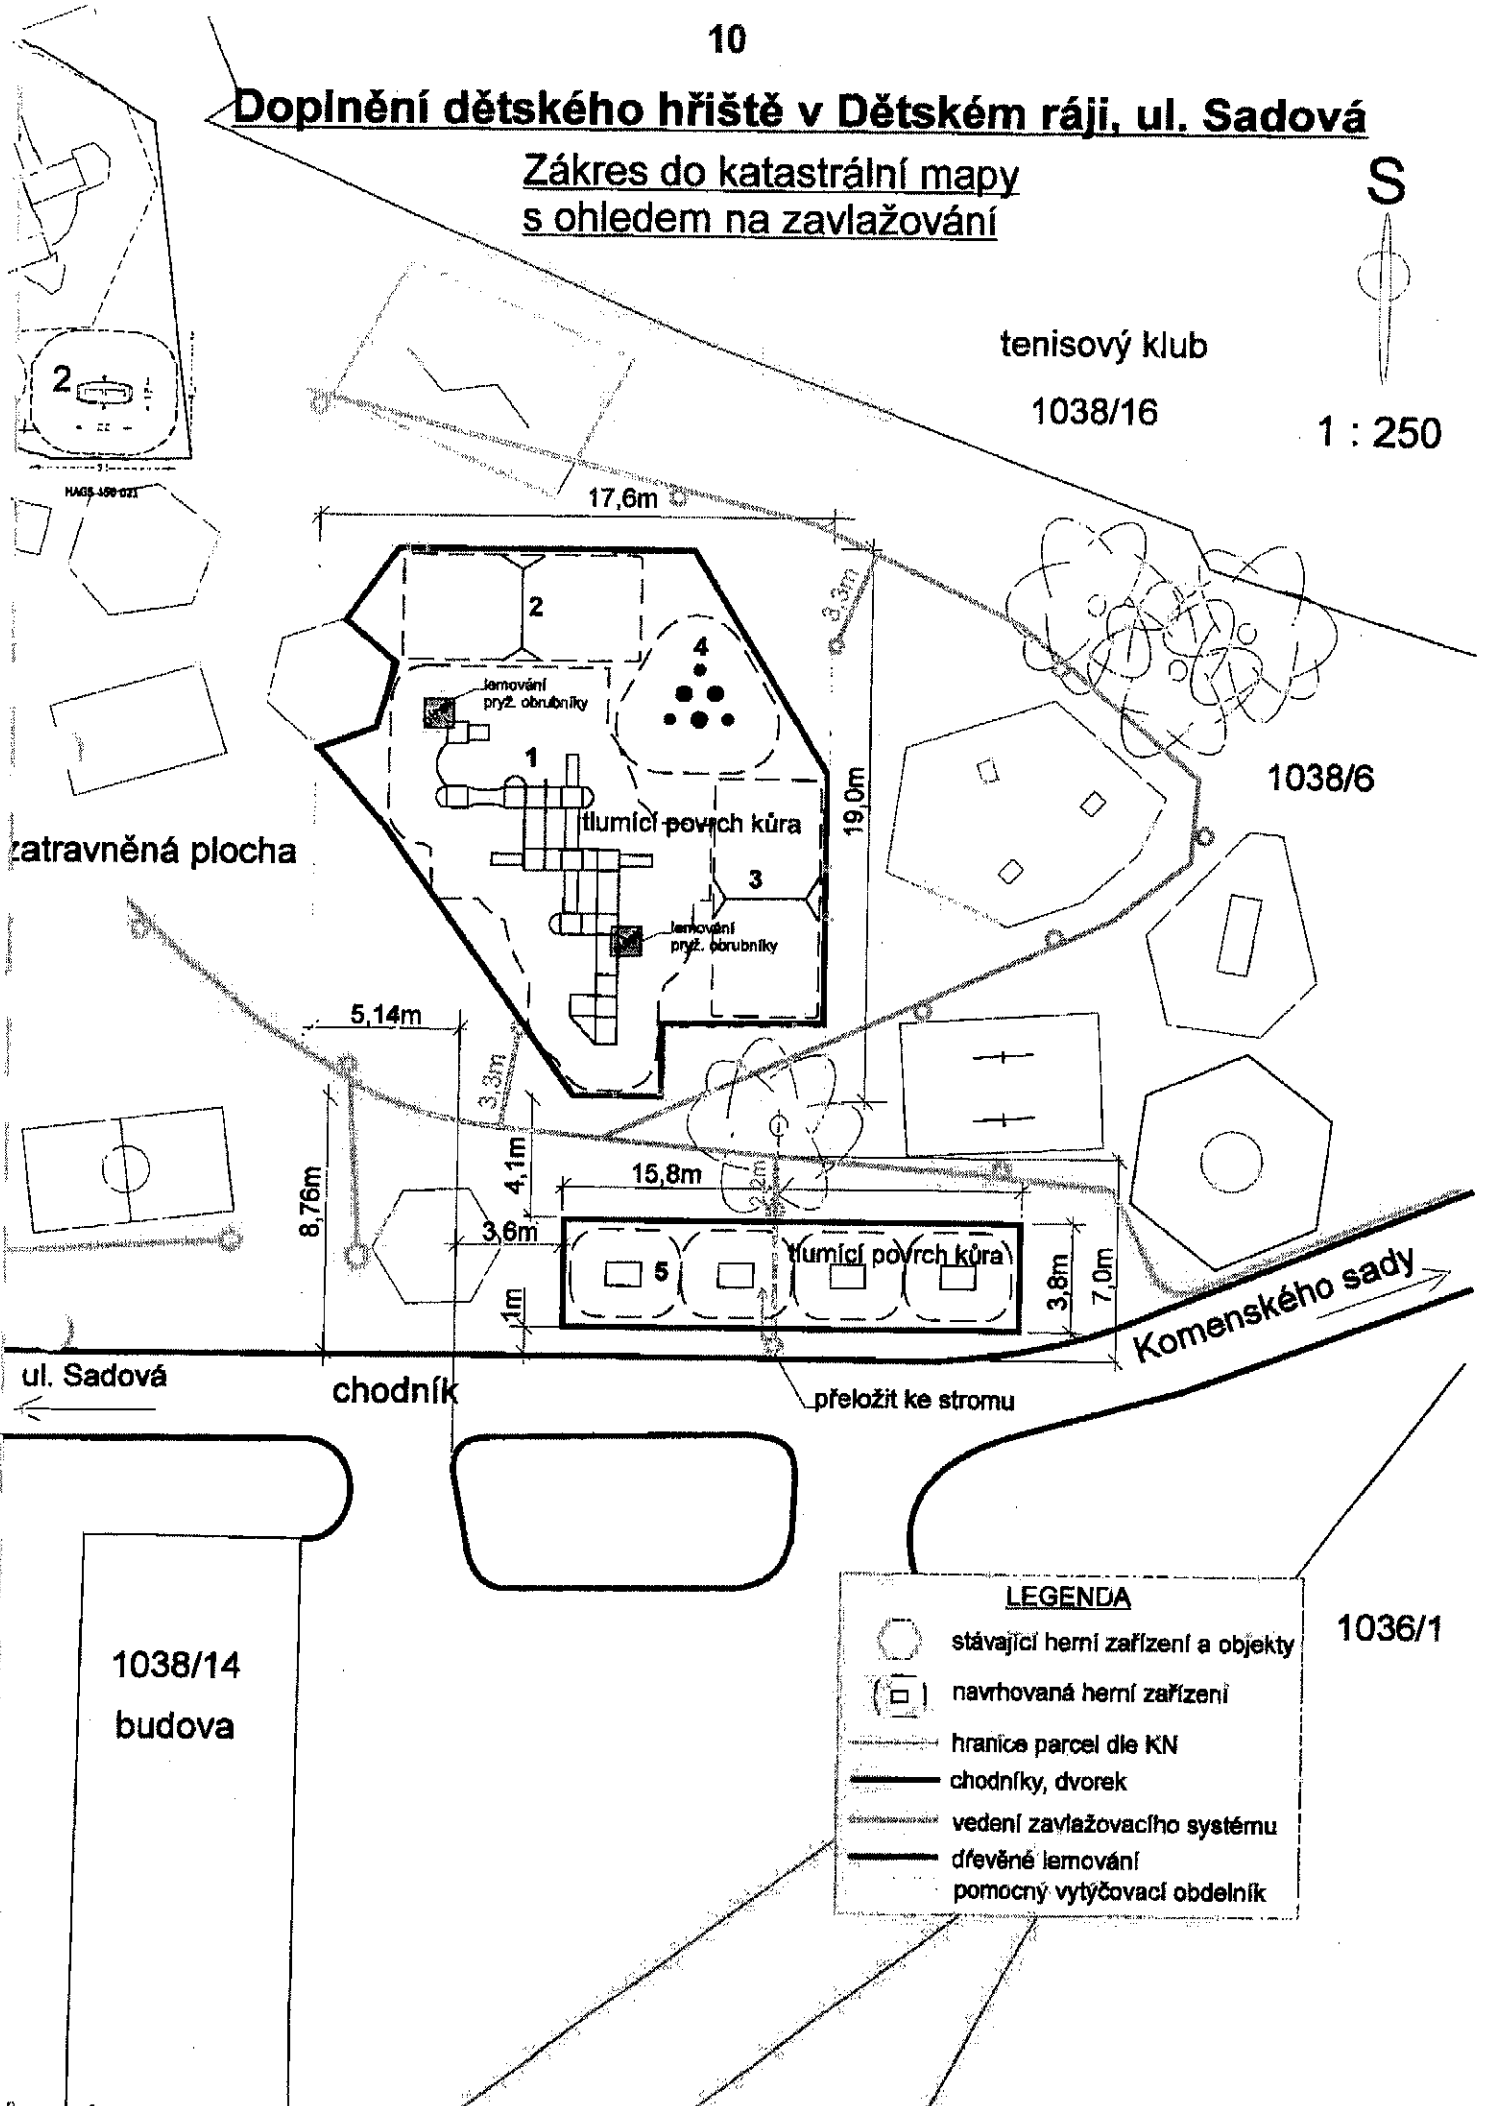 10
Doplnění dětského hřiště v Dětském ráji, ul. Sadová
Zákres do katastrální mapy
s ohledem na zavlažování
S
tenisový klub
1038/16
1 : 250
2
HAGS
17,6m
3,3m
2
4
lemování
pryž. obrubníky
1
1038/6
19,0m
tlumící povrch kůra
zatravněná plocha
3
lemování
pryž. obrubníky
5,14m
3,3m
4,1m
15,8m
2,2m
8,76m
3,6m
tlumící povrch kůra
5
3,8m
7,0m
1m
Komenského sady
ul. Sadová
chodník
přeložit ke stromu
LEGENDA
stávající herní zařízení a objekty
navrhovaná herní zařízení
hranice parcel dle KN
chodníky, dvorek
vedení zavlažovacího systému
dřevěné lemování
pomocný vytýčovací obdelník
1036/1
1038/14
budova